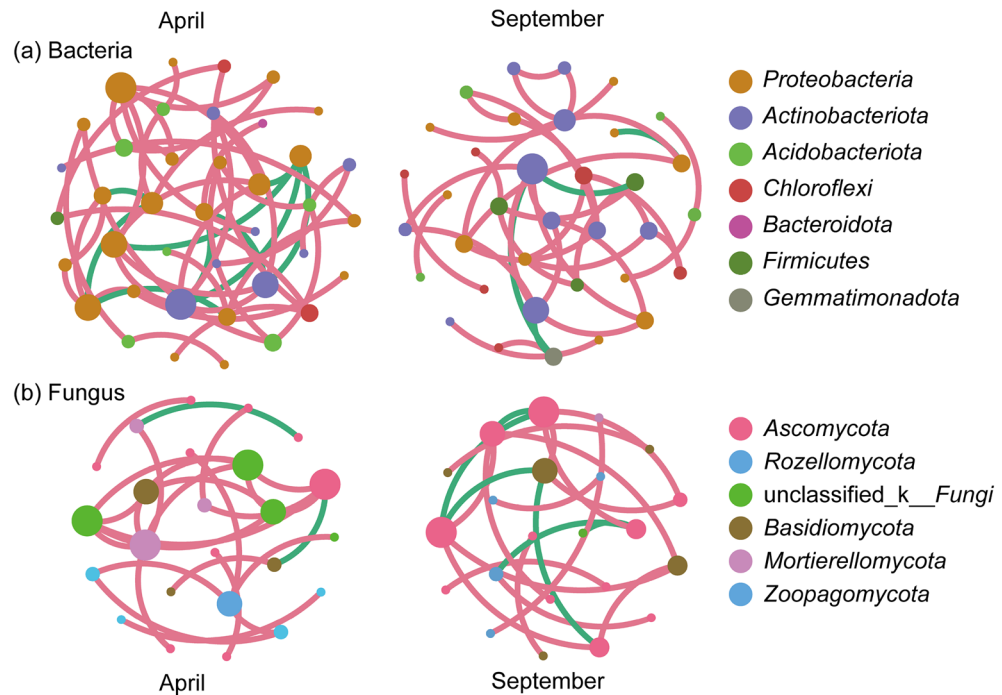 April
September
(a) Bacteria
Proteobacteria
Actinobacteriota
Acidobacteriota
Chloroflexi
Bacteroidota
Firmicutes
Gemmatimonadota
(b) Fungus
Ascomycota
Rozellomycota
unclassified_k__Fungi
Basidiomycota
Mortierellomycota
Zoopagomycota
April
September